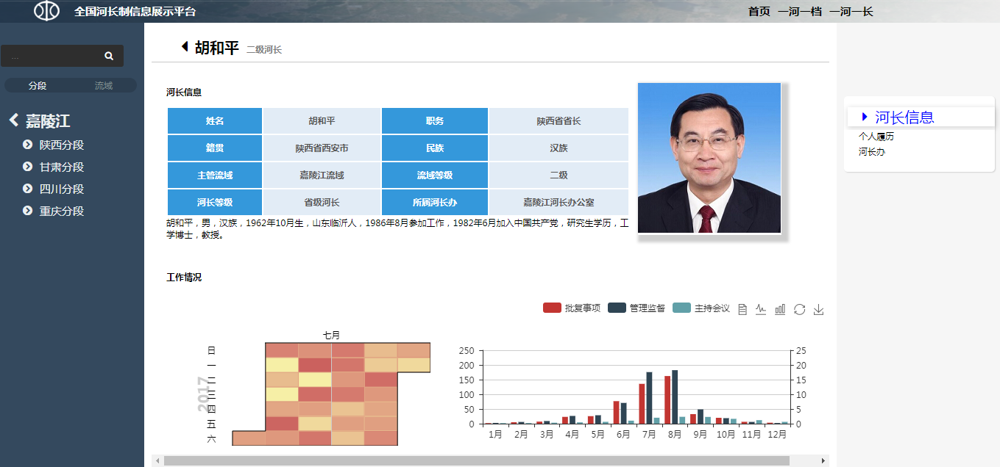 全国河长制信息展示平台
首页 一河一档 一河一长
...
分段 流域
嘉陵江
陕西分段
甘肃分段
四川分段
重庆分段
胡和平 二级河长
河长信息
姓名 胡和平 职务 陕西省省长
籍贯 陕西省西安市 民族 汉族
主管流域 嘉陵江流域 流域等级 二级
河长等级 省级河长 所属河长办 嘉陵江河长办公室
胡和平，男，汉族，1962年10月生，山东临沂人，1986年8月参加工作，1982年6月加入中国共产党，研究生学历，工
学博士，教授。
河长信息
个人履历
河长办
工作情况
批复事项 管理监督 主持会议
七月
2017
日
一
二
三
四
五
六
250
200
150
100
50
0
25
20
15
10
5
0
1月 2月 3月 4月 5月 6月 7月 8月 9月 10月 11月 12月